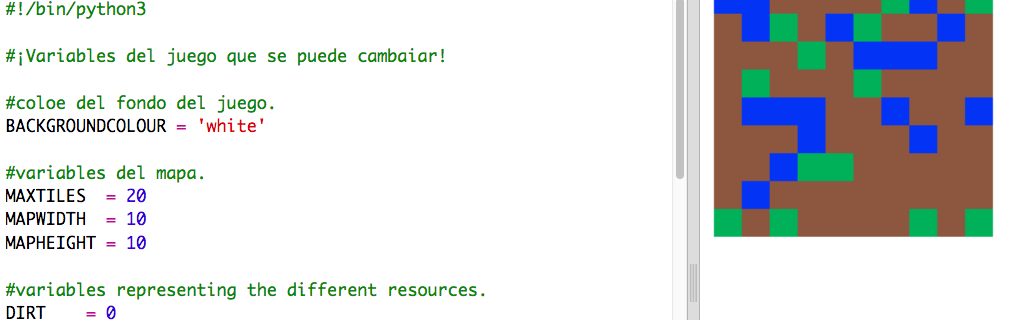 #!/bin/python3
#¡Variables del juego que se puede cambaiar!
#coloe del fondo del juego.
BACKGROUNDCOLOUR = 'white'
#variables del mapa.
MAXTILES  = 20
MAPWIDTH  = 10
MAPHEIGHT = 10
#variables representing the different resources.
DIRT    = 0